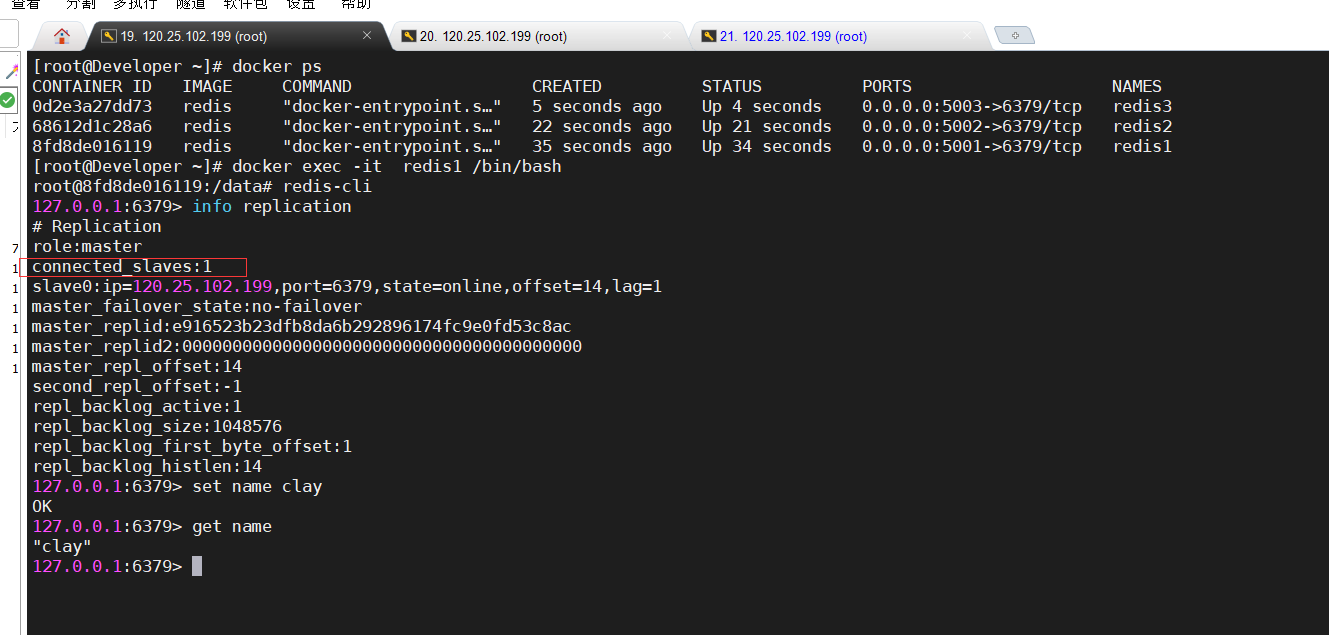 查看 分割 多执行 隧道 软件包 设置 帮助
19. 120.25.102.199 (root) 20. 120.25.102.199 (root) 21. 120.25.102.199 (root)
[root@Developer ~]# docker ps
CONTAINER ID IMAGE COMMAND CREATED STATUS PORTS NAMES
0d2e3a27dd73 redis "docker-entrypoint.s…" 5 seconds ago Up 4 seconds 0.0.0.0:5003->6379/tcp redis3
68612d1c28a6 redis "docker-entrypoint.s…" 22 seconds ago Up 21 seconds 0.0.0.0:5002->6379/tcp redis2
8fd8de016119 redis "docker-entrypoint.s…" 35 seconds ago Up 34 seconds 0.0.0.0:5001->6379/tcp redis1
[root@Developer ~]# docker exec -it redis1 /bin/bash
root@8fd8de016119:/data# redis-cli
127.0.0.1:6379> info replication
# Replication
role:master
connected_slaves:1
slave0:ip=120.25.102.199,port=6379,state=online,offset=14,lag=1
master_failover_state:no-failover
master_replid:e916523b23dfb8da6b292896174fc9e0fd53c8ac
master_replid2:0000000000000000000000000000000000000000
master_repl_offset:14
second_repl_offset:-1
repl_backlog_active:1
repl_backlog_size:1048576
repl_backlog_first_byte_offset:1
repl_backlog_histlen:14
127.0.0.1:6379> set name clay
OK
127.0.0.1:6379> get name
"clay"
127.0.0.1:6379>